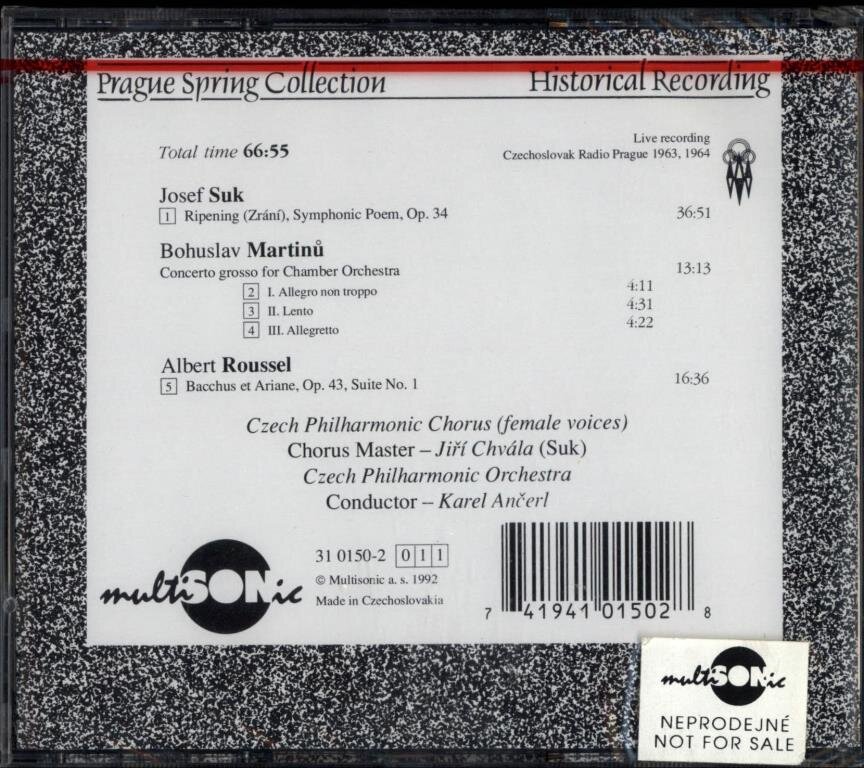 Prague Spring Collection
Historical Recording
Total time 66:55
Live recording
Czechoslovak Radio Prague 1963, 1964
Josef Suk
1 Ripening (Zrání), Symphonic Poem, Op. 34 36:51
Bohuslav Martinů
Concerto grosso for Chamber Orchestra 13:13
2 I. Allegro non troppo 4:11
3 II. Lento 4:31
4 III. Allegretto 4:22
Albert Roussel
5 Bacchus et Ariane, Op. 43, Suite No. 1 16:36
Czech Philharmonic Chorus (female voices)
Chorus Master – Jiří Chvála (Suk)
Czech Philharmonic Orchestra
Conductor – Karel Ančerl
multiSONic
31 0150-2 011
© Multisonic a. s. 1992
Made in Czechoslovakia
7 41941 01502 8
multiSONic
NEPRODEJNÉ
NOT FOR SALE